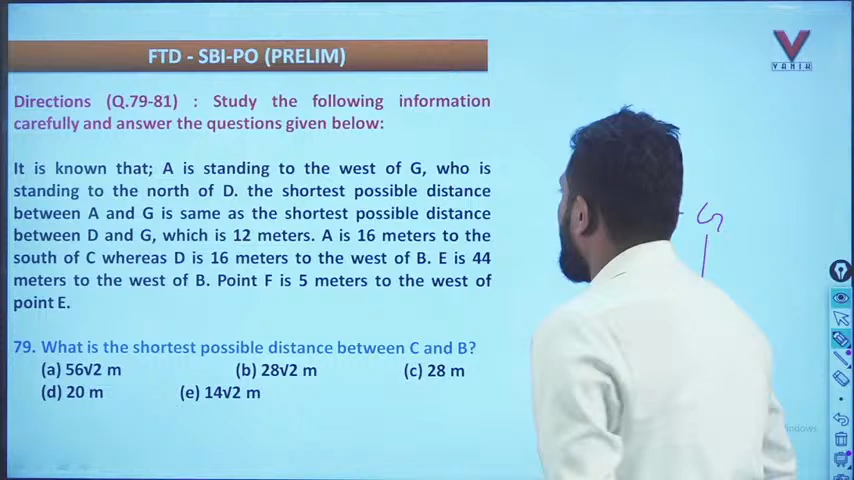 FTD - SBI-PO (PRELIM)
VANIK
Directions (Q.79-81) : Study the following information
carefully and answer the questions given below:
It is known that; A is standing to the west of G, who is
standing to the north of D. the shortest possible distance
between A and G is same as the shortest possible distance
between D and G, which is 12 meters. A is 16 meters to the
south of C whereas D is 16 meters to the west of B. E is 44
meters to the west of B. Point F is 5 meters to the west of
point E.
G
79. What is the shortest possible distance between C and B?
(a) 56√2 m (b) 28√2 m (c) 28 m
(d) 20 m (e) 14√2 m